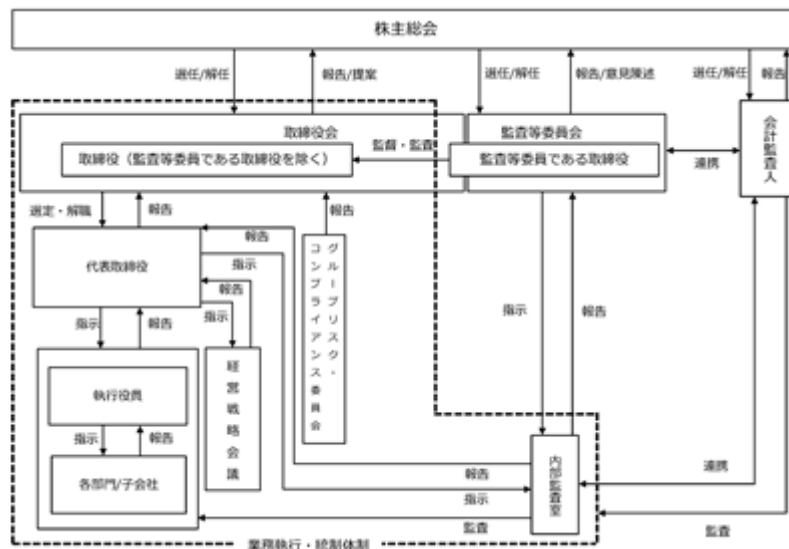 株主総会
選任/解任
報告/提案
選任/解任
報告/意見陳述
選任/解任
報告
取締役会
監査等委員会
会計監査人
取締役（監査等委員である取締役を除く）
監督・監査
監査等委員である取締役
連携
選定・解職
報告
報告
報告
代表取締役
指示
報告
指示
グループリスク・
コンプライアンス委員会
指示
報告
指示
報告
経営戦略会議
執行役員
指示
報告
各部門/子会社
内部監査室
報告
指示
連携
監査
監査
業務執行・統制体制